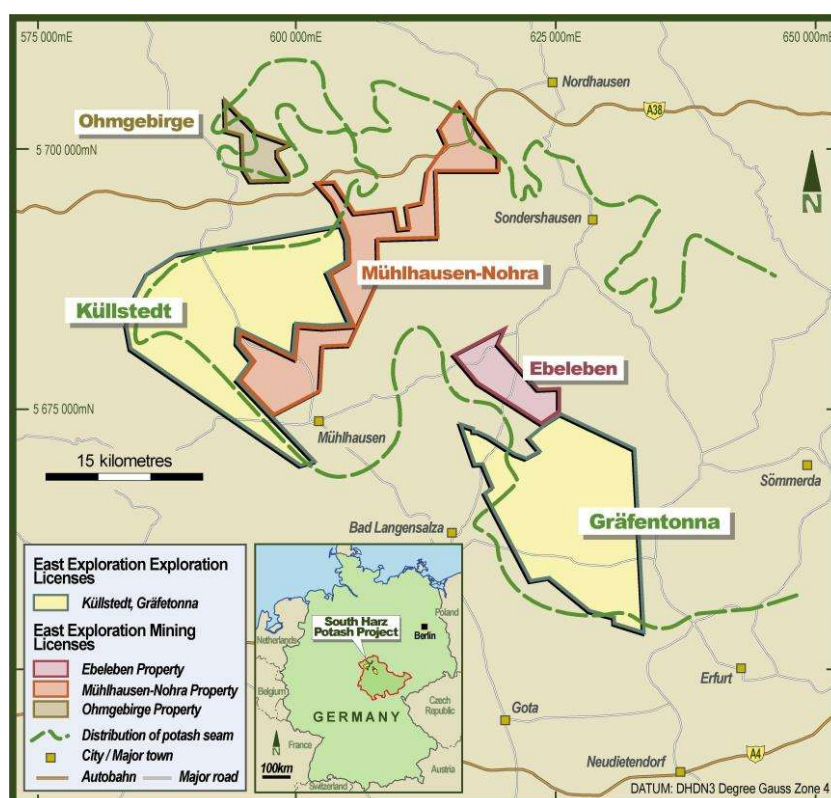 575 000mE
600 000mE
625 000mE
650 000mE
Nordhausen
Ohmgebirge
A38
5 700 000mN
N
Sondershausen
Mühlhausen-Nohra
Küllstedt
Ebeleben
5 675 000mN
Mühlhausen
15 kilometres
Sömmerda
Gräfentonna
Bad Langensalza
East Exploration Exploration
Licenses
Küllstedt, Gräfetonna
East Exploration Mining
Licenses
Ebeleben Property
Mühlhausen-Nohra Property
Ohmgebirge Property
Distribution of potash seam
City / Major town
Autobahn
Major road
Poland
South Harz
Potash Project
Berlin
Netherlands
Belgium
GERMANY
Czech
Republic
N
France
100km
Austria
Switzerland
Erfurt
Gota
Neudietendorf
A4
DATUM: DHDN3 Degree Gauss Zone 4